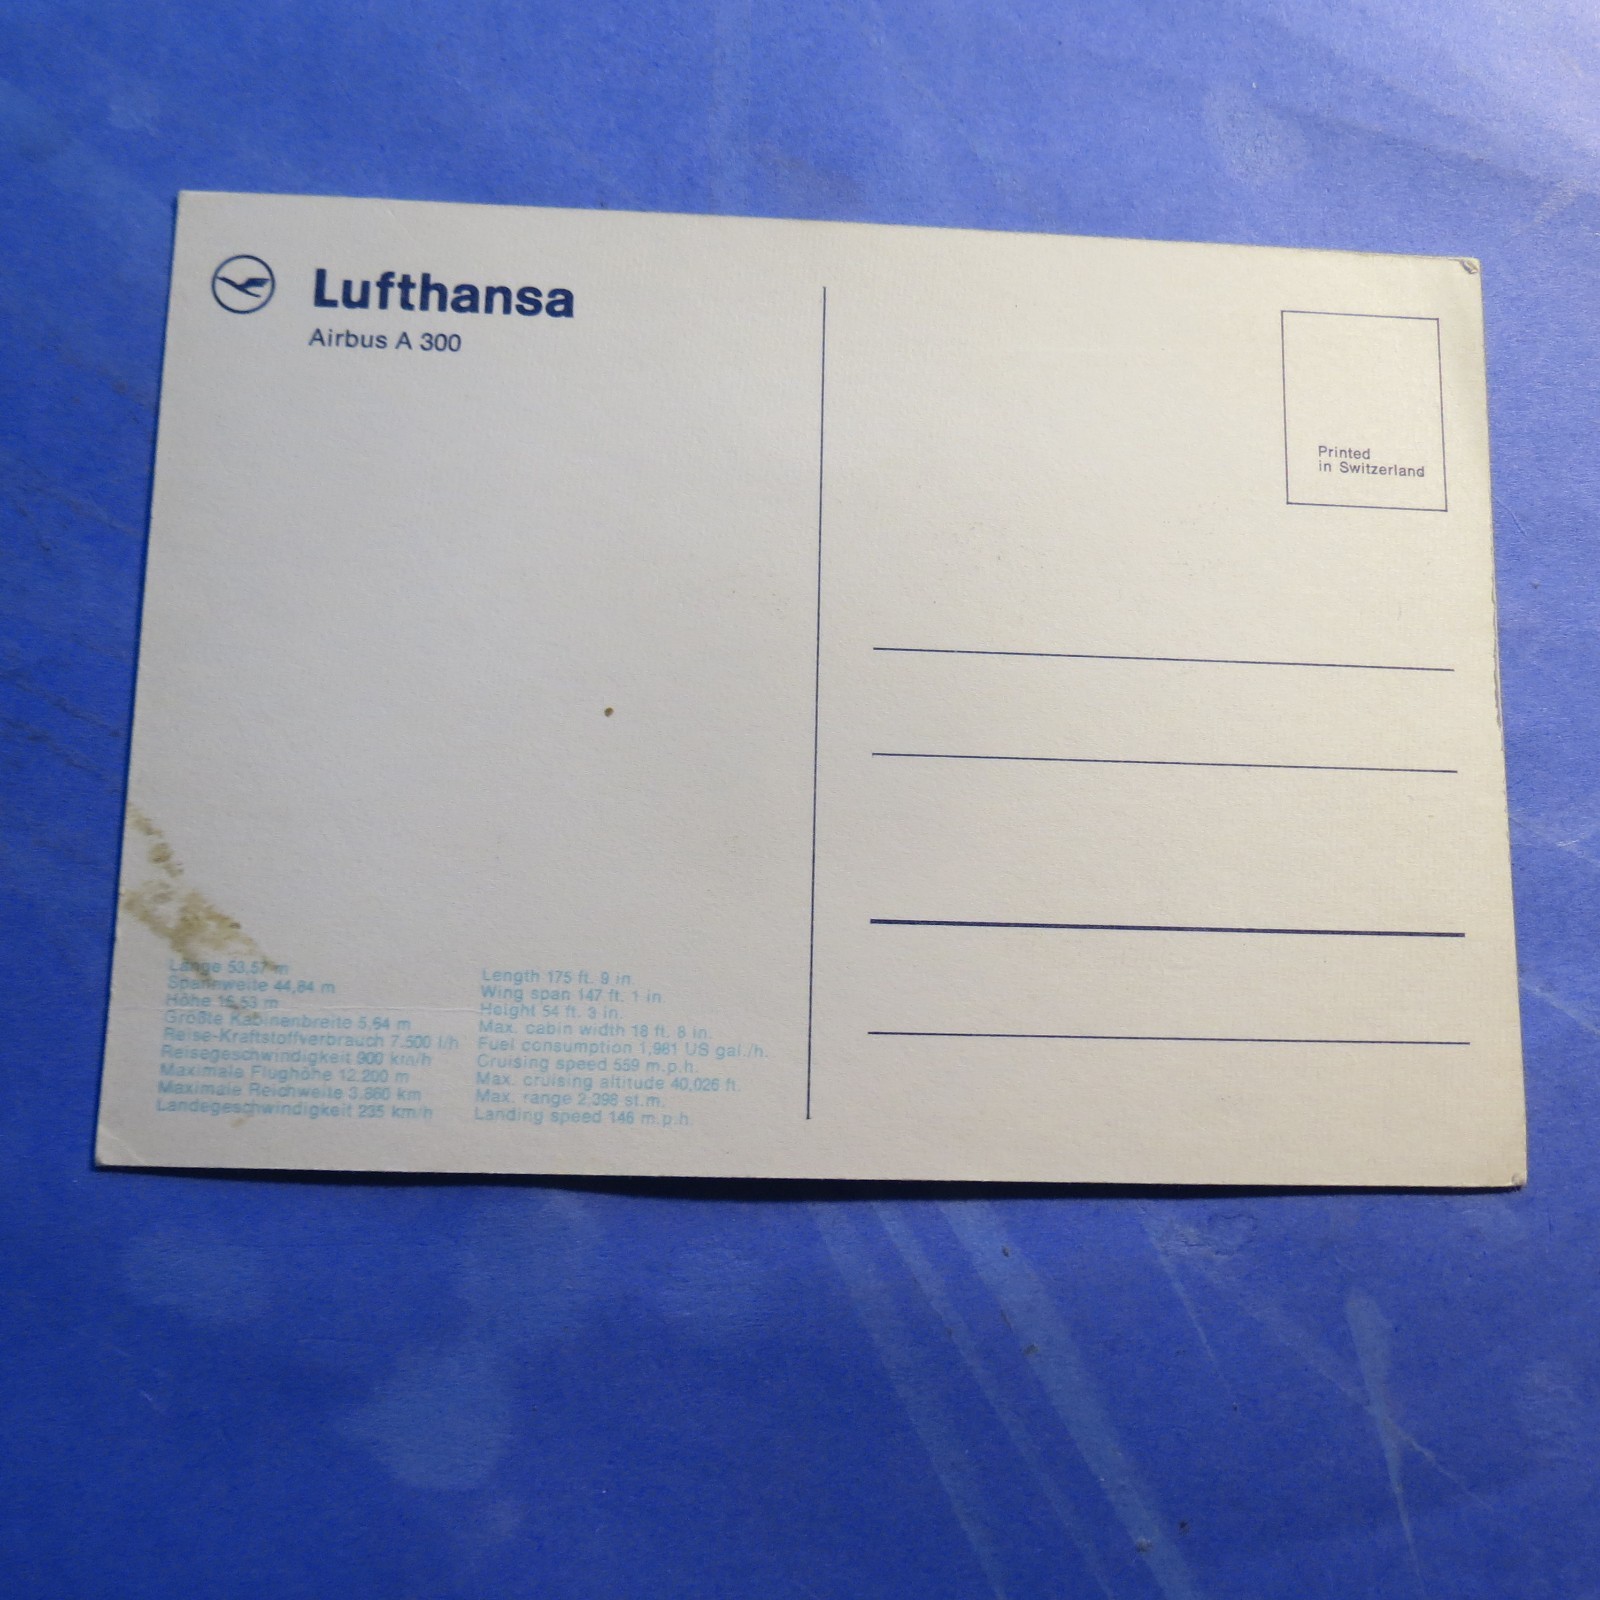 Lufthansa
Airbus A 300
Printed
in Switzerland
Länge 53,57 m
Spannweite 44,84 m
Höhe 16,53 m
Größte Kabinenbreite 5,64 m
Reise-Kraftstoffverbrauch 7.500 l/h
Reisegeschwindigkeit 900 km/h
Maximale Flughöhe 12.200 m
Maximale Reichweite 3.860 km
Landegeschwindigkeit 235 km/h
Length 175 ft. 9 in.
Wing span 147 ft. 1 in
Height 54 ft. 3 in.
Max. cabin width 18 ft. 6 in.
Fuel consumption 1,981 US gal./h.
Cruising speed 559 m.p.h.
Max. cruising altitude 40,026 ft.
Max. range 2,398 st.m.
Landing speed 146 m.p.h.